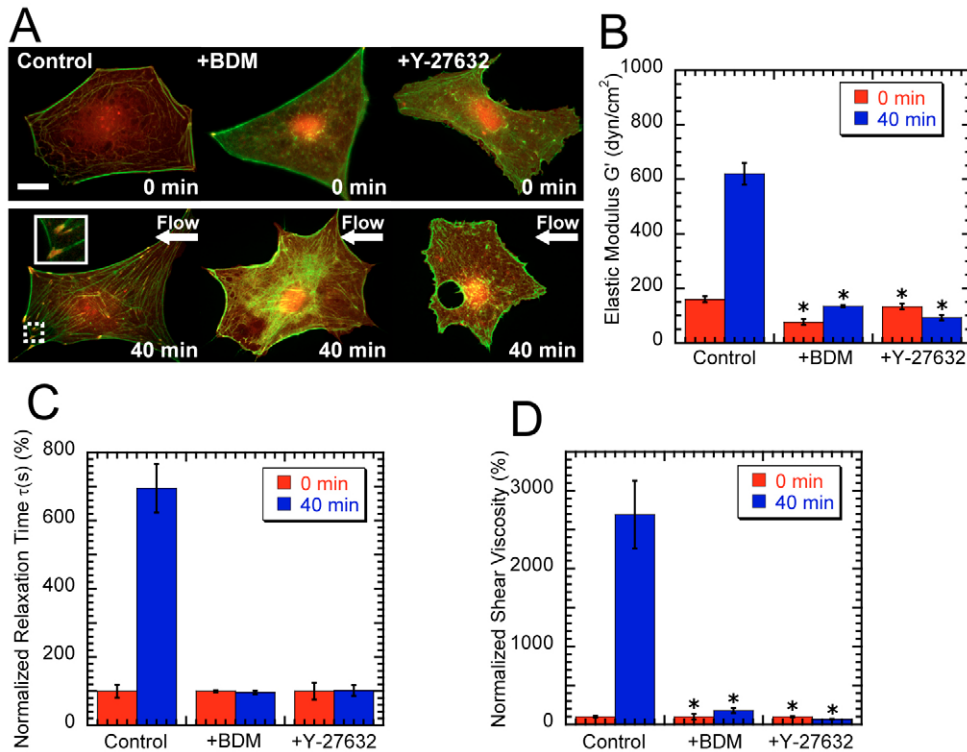 A
Control
+BDM
+Y-27632
0 min
0 min
0 min
Flow
Flow
Flow
40 min
40 min
40 min
B
Elastic Modulus G' (dyn/cm²)
1000
800
600
400
200
0
0 min
40 min
*
*
*
*
Control
+BDM
+Y-27632
C
Normalized Relaxation Time τ(s) (%)
800
600
400
200
0
0 min
40 min
Control
+BDM
+Y-27632
D
Normalized Shear Viscosity (%)
3000
2000
1000
0
0 min
40 min
*
*
*
*
Control
+BDM
+Y-27632